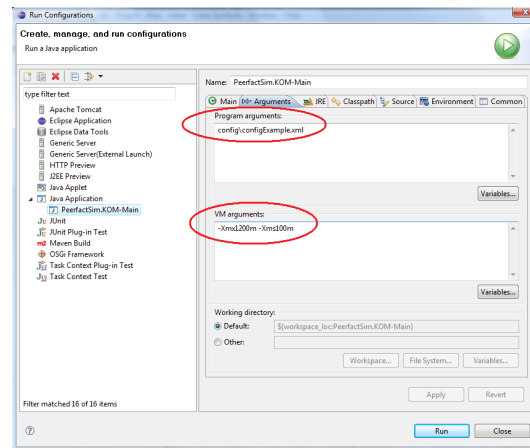 Run Configurations
Create, manage, and run configurations
Run a Java application
type filter text
Apache Tomcat
Eclipse Application
Eclipse Data Tools
Generic Server
Generic Server(External Launch)
HTTP Preview
J2EE Preview
Java Applet
Java Application
PeerfactSim.KOM-Main
Ju JUnit
JUnit Plug-in Test
m2 Maven Build
OSGi Framework
Task Context Plug-in Test
Task Context Test
Filter matched 16 of 16 items
Name: PeerfactSim.KOM-Main
Main (x)= Arguments JRE Classpath Source Environment Common
Program arguments:
config\configExample.xml
Variables...
VM arguments:
-Xmx1200m -Xms100m
Variables...
Working directory:
Default: ${workspace_loc:PeerfactSim.KOM-Main}
Other:
Workspace... File System... Variables...
Apply Revert
Run Close